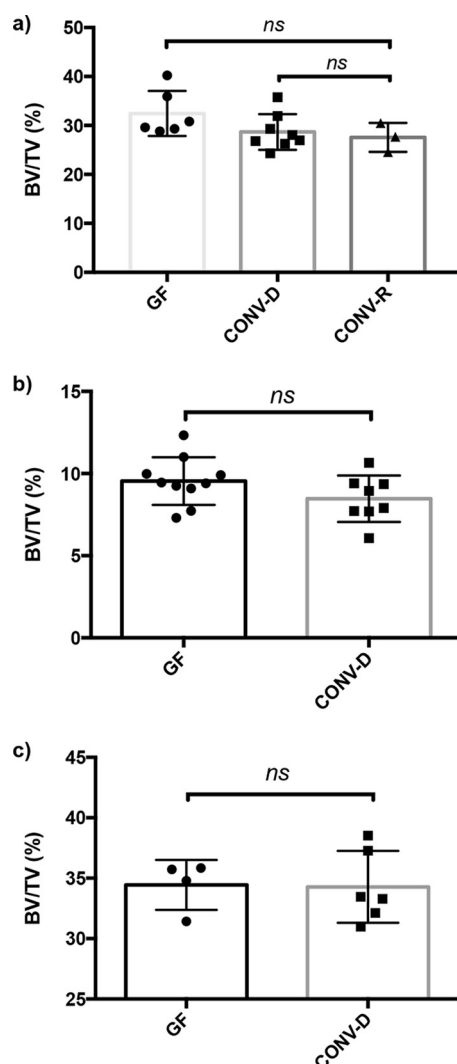 a)
ns
ns
BV/TV (%)
50
40
30
20
10
0
GF
CONV-D
CONV-R
b)
ns
BV/TV (%)
15
10
5
0
GF
CONV-D
c)
ns
BV/TV (%)
45
40
35
30
25
GF
CONV-D